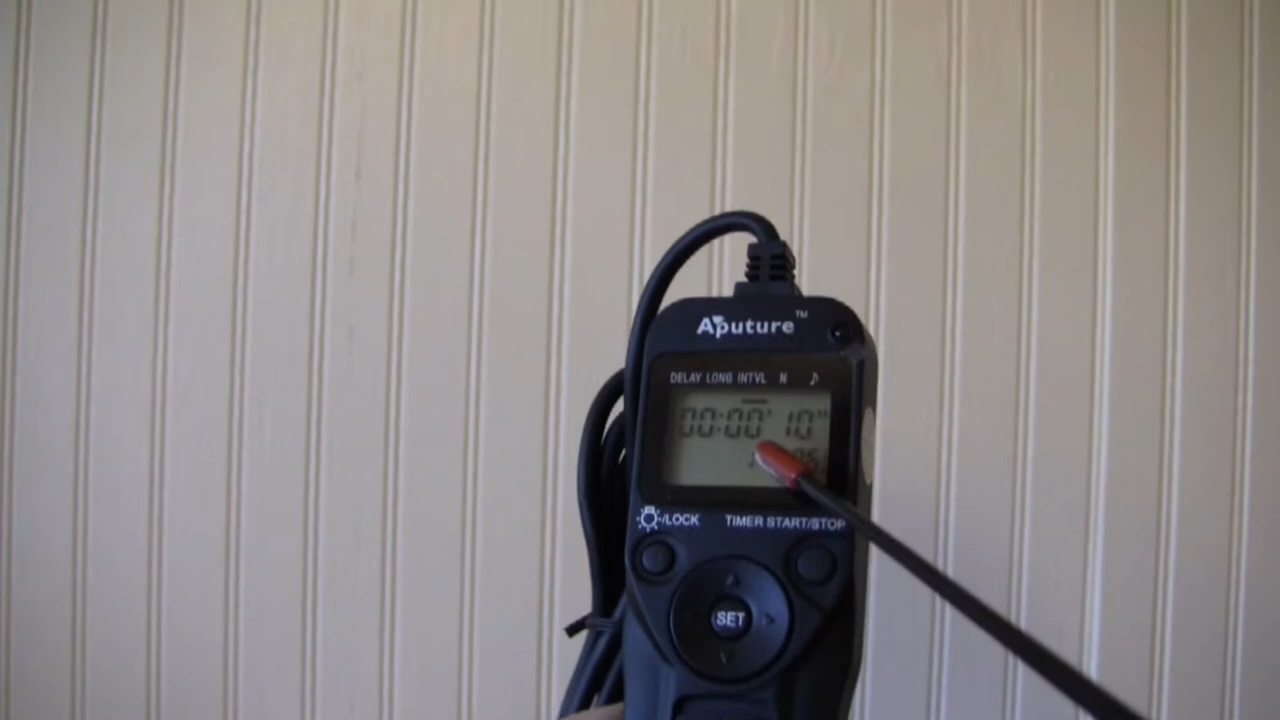 Aputure™
DELAY LONG INTVL N ♪
00:00' 10"
/LOCK TIMER START/STOP
SET